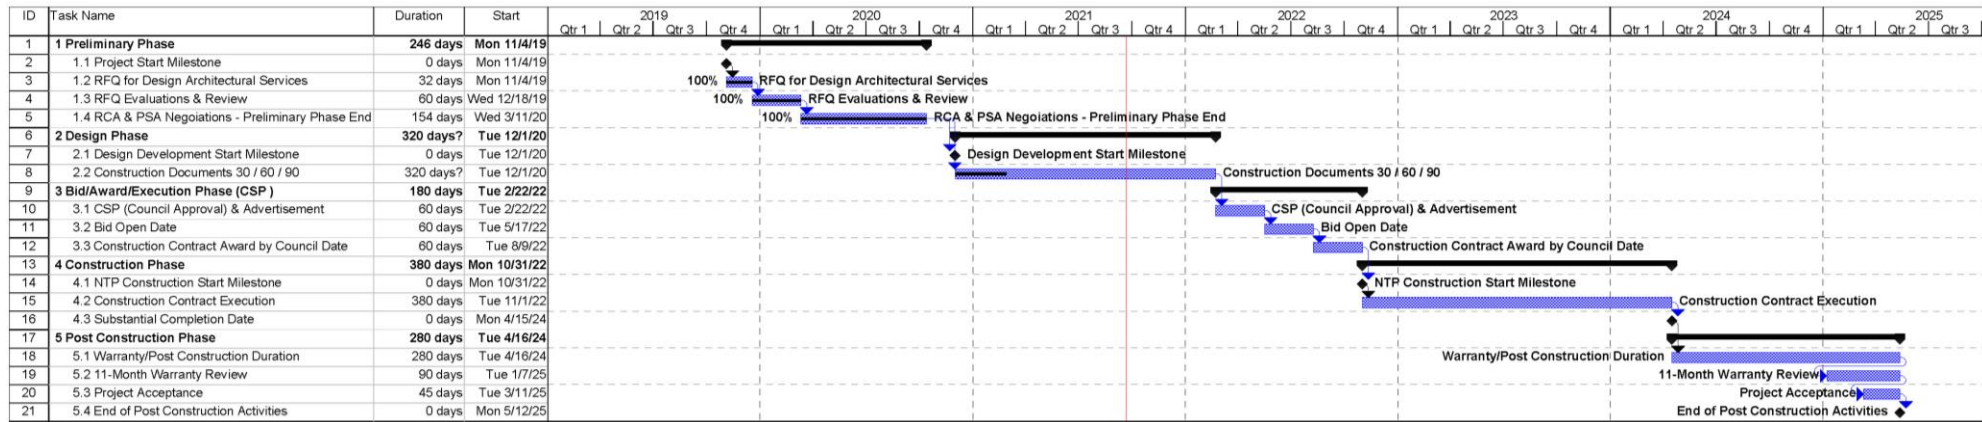 ID Task Name Duration Start 2019 2020 2021 2022 2023 2024 2025
Qtr 1 Qtr 2 Qtr 3 Qtr 4 Qtr 1 Qtr 2 Qtr 3 Qtr 4 Qtr 1 Qtr 2 Qtr 3 Qtr 4 Qtr 1 Qtr 2 Qtr 3 Qtr 4 Qtr 1 Qtr 2 Qtr 3 Qtr 4 Qtr 1 Qtr 2 Qtr 3 Qtr 4 Qtr 1 Qtr 2 Qtr 3
1 1 Preliminary Phase 246 days Mon 11/4/19
2 1.1 Project Start Milestone 0 days Mon 11/4/19
3 1.2 RFQ for Design Architectural Services 32 days Mon 11/4/19 100% RFQ for Design Architectural Services
4 1.3 RFQ Evaluations & Review 60 days Wed 12/18/19 100% RFQ Evaluations & Review
5 1.4 RCA & PSA Negoiations - Preliminary Phase End 154 days Wed 3/11/20 100% RCA & PSA Negoiations - Preliminary Phase End
6 2 Design Phase 320 days? Tue 12/1/20
7 2.1 Design Development Start Milestone 0 days Tue 12/1/20 Design Development Start Milestone
8 2.2 Construction Documents 30 / 60 / 90 320 days? Tue 12/1/20 Construction Documents 30 / 60 / 90
9 3 Bid/Award/Execution Phase (CSP ) 180 days Tue 2/22/22
10 3.1 CSP (Council Approval) & Advertisement 60 days Tue 2/22/22 CSP (Council Approval) & Advertisement
11 3.2 Bid Open Date 60 days Tue 5/17/22 Bid Open Date
12 3.3 Construction Contract Award by Council Date 60 days Tue 8/9/22 Construction Contract Award by Council Date
13 4 Construction Phase 380 days Mon 10/31/22
14 4.1 NTP Construction Start Milestone 0 days Mon 10/31/22 NTP Construction Start Milestone
15 4.2 Construction Contract Execution 380 days Tue 11/1/22 Construction Contract Execution
16 4.3 Substantial Completion Date 0 days Mon 4/15/24
17 5 Post Construction Phase 280 days Tue 4/16/24
18 5.1 Warranty/Post Construction Duration 280 days Tue 4/16/24 Warranty/Post Construction Duration
19 5.2 11-Month Warranty Review 90 days Tue 1/7/25 11-Month Warranty Review
20 5.3 Project Acceptance 45 days Tue 3/11/25 Project Acceptance
21 5.4 End of Post Construction Activities 0 days Mon 5/12/25 End of Post Construction Activities